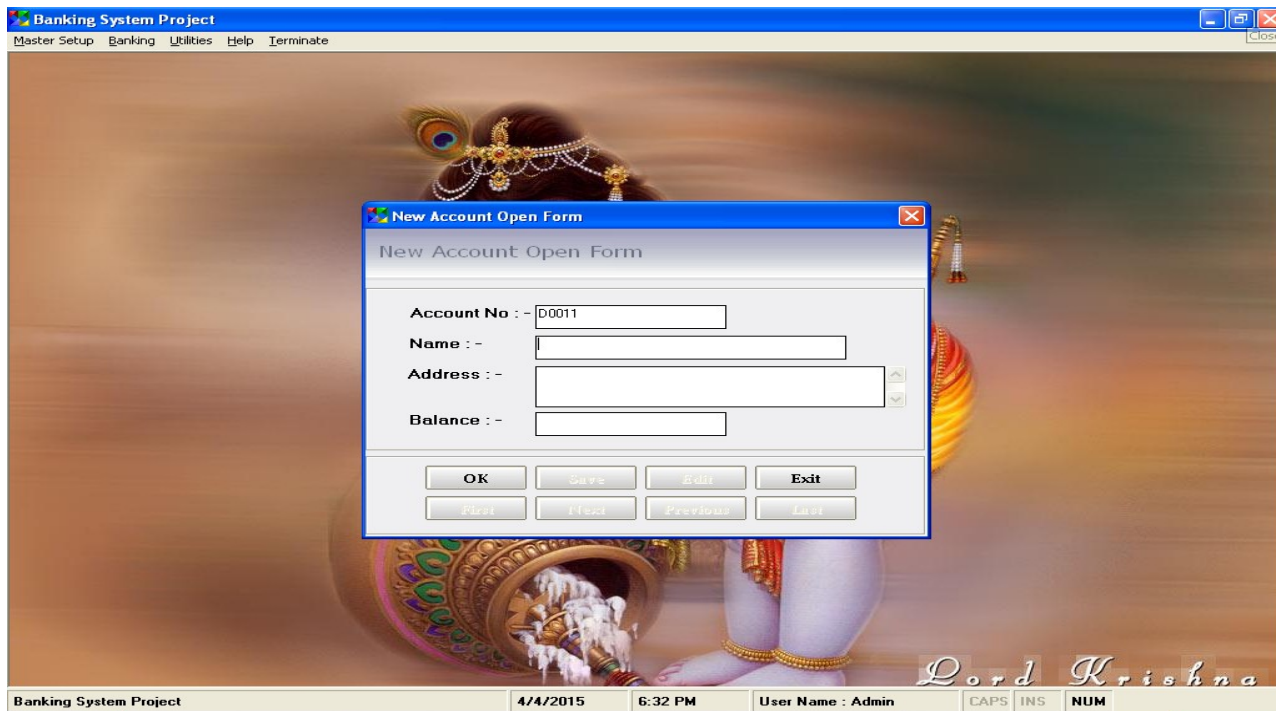 Banking System Project
Master Setup Banking Utilities Help Terminate
Close
New Account Open Form
New Account Open Form
Account No : - D0011
Name : -
Address : -
Balance : -
OK Save Edit Exit
First Next Previous Last
Lord Krishna
Banking System Project 4/4/2015 6:32 PM User Name : Admin CAPS INS NUM